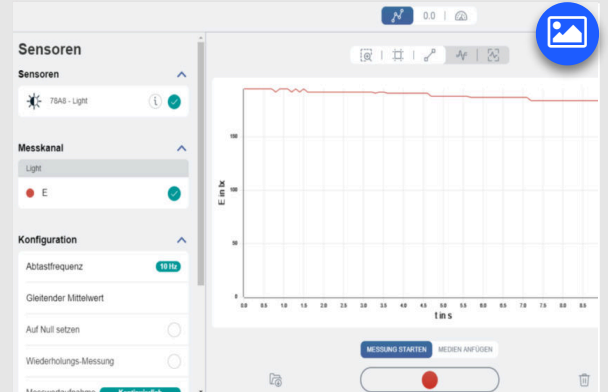 0.0
Sensoren
Sensoren
78A8 - Light
i
Messkanal
Light
E
Konfiguration
Abtastfrequenz
10 Hz
Gleitender Mittelwert
Auf Null setzen
Wiederholungs-Messung
Messwertaufnahme
E in lx
150
100
50
0
0.0 0.5 1.0 1.5 2.0 2.5 3.0 3.5 4.0 4.5 5.0 5.5 6.0 6.5 7.0 7.5 8.0 8.5
t in s
MESSUNG STARTEN
MEDIEN ANFÜGEN